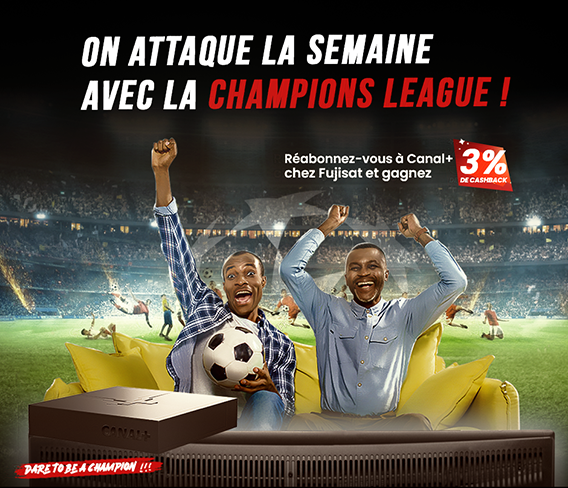 ON ATTAQUE LA SEMAINE
AVEC LA CHAMPIONS LEAGUE !
Réabonnez-vous à Canal+
chez Fujisat et gagnez
3%
DE CASHBACK
CANAL+
DARE TO BE A CHAMPION !!!